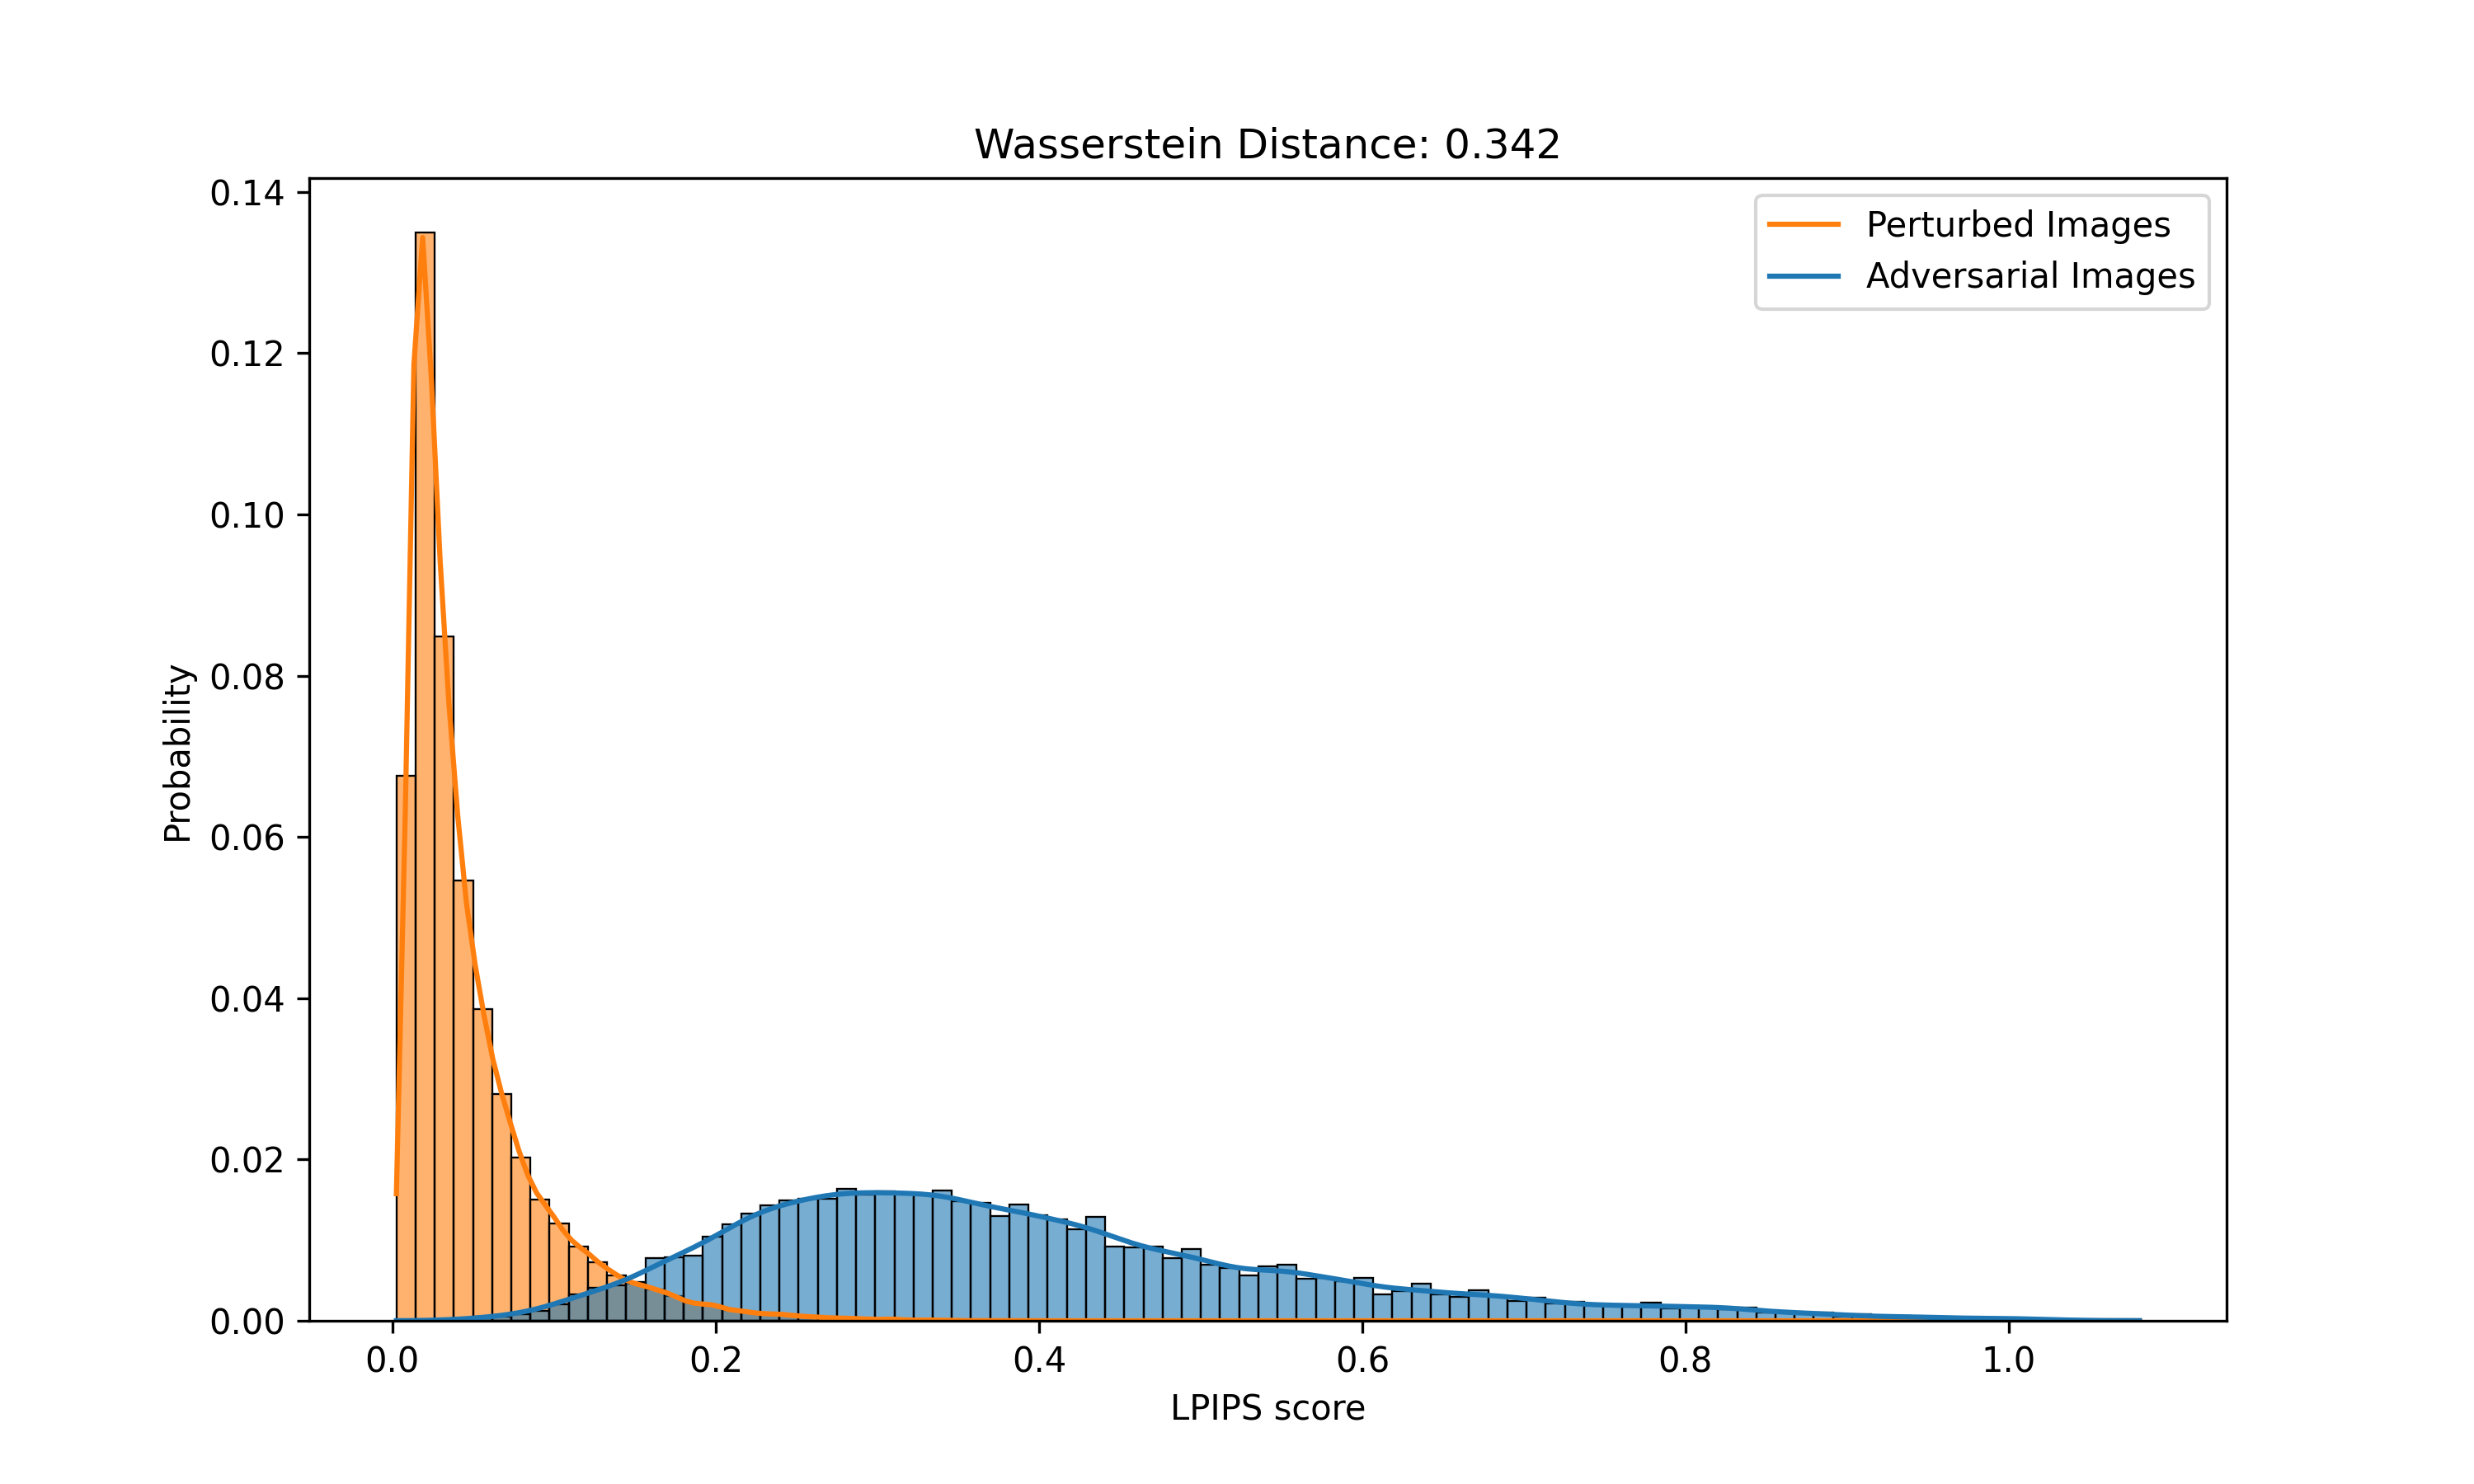 Wasserstein Distance: 0.342
Perturbed Images
Adversarial Images
Probability
0.14
0.12
0.10
0.08
0.06
0.04
0.02
0.00
0.0 0.2 0.4 0.6 0.8 1.0
LPIPS score